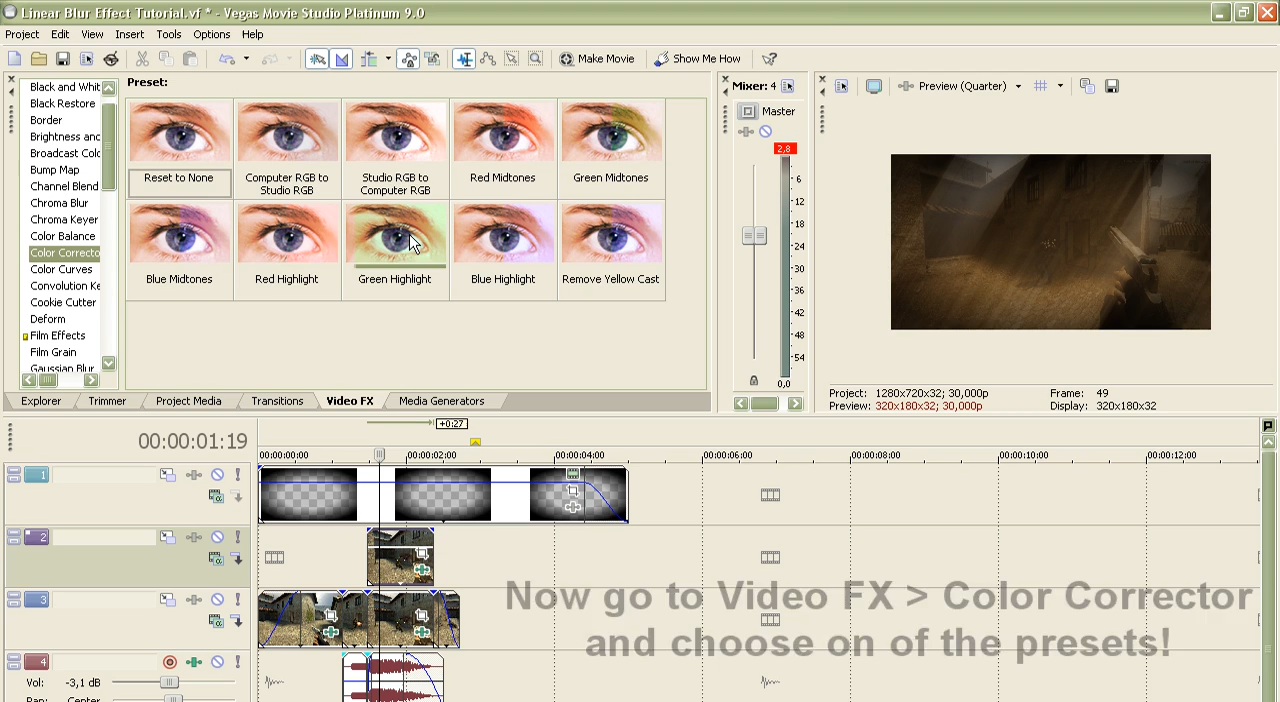 Linear Blur Effect Tutorial.vf * - Vegas Movie Studio Platinum 9.0
Project Edit View Insert Tools Options Help
Make Movie Show Me How
Black and Whit
Black Restore
Border
Brightness and
Broadcast Colo
Bump Map
Channel Blend
Chroma Blur
Chroma Keyer
Color Balance
Color Correcto
Color Curves
Convolution Ke
Cookie Cutter
Deform
Film Effects
Film Grain
Gaussian Blur
Preset:
Reset to None
Computer RGB to
Studio RGB
Studio RGB to
Computer RGB
Red Midtones
Green Midtones
Blue Midtones
Red Highlight
Green Highlight
Blue Highlight
Remove Yellow Cast
Explorer Trimmer Project Media Transitions Video FX Media Generators
Mixer: 4
Master
2,8
6
12
18
24
30
36
42
48
54
0,0
Preview (Quarter)
Project: 1280x720x32; 30,000p Frame: 49
Preview: 320x180x32; 30,000p Display: 320x180x32
+0:27
00:00:01:19
00:00:00:00 00:00:02:00 00:00:04:00 00:00:06:00 00:00:08:00 00:00:10:00 00:00:12:00
1
2
3
4
Vol: -3,1 dB
Pan: Center
Now go to Video FX > Color Corrector
and choose on of the presets!